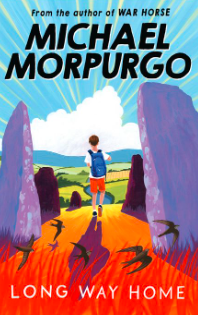 From the author of WAR HORSE
MICHAEL
MORPURGO
LONG WAY HOME